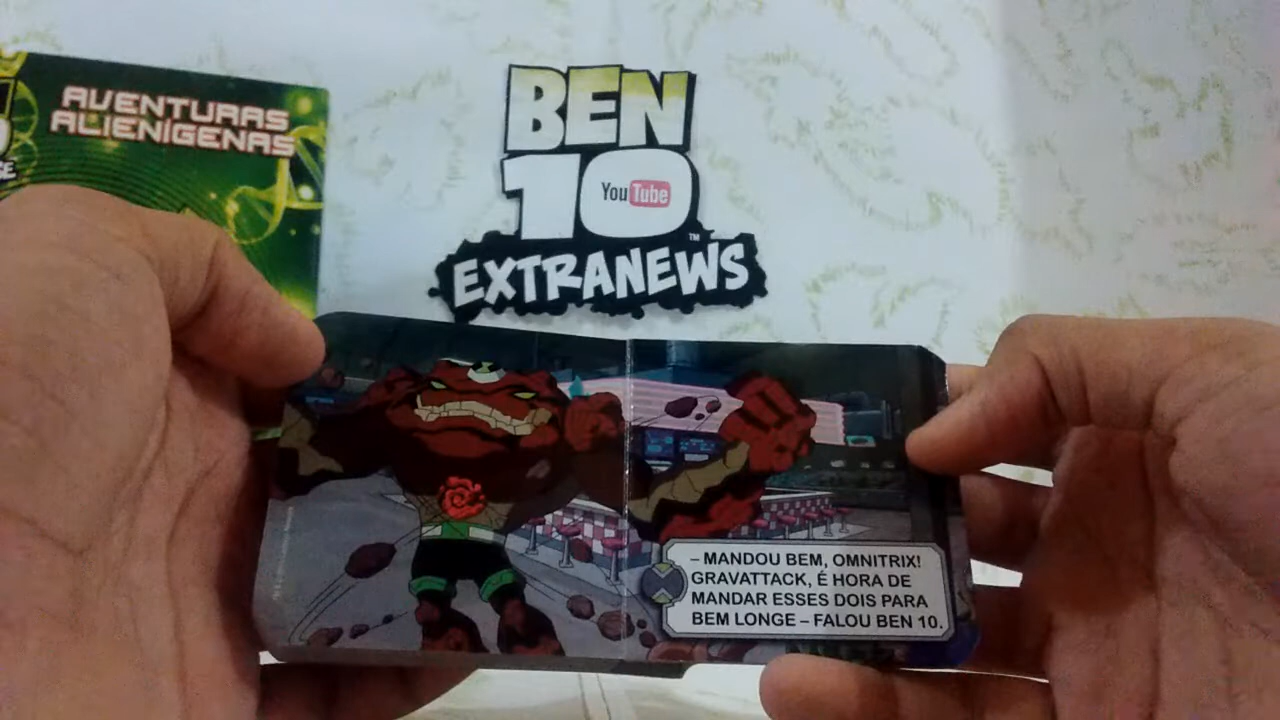 AVENTURAS
ALIENÍGENAS
BEN
10
YouTube
™
EXTRANEWS
– MANDOU BEM, OMNITRIX!
GRAVATTACK, É HORA DE
MANDAR ESSES DOIS PARA
BEM LONGE – FALOU BEN 10.